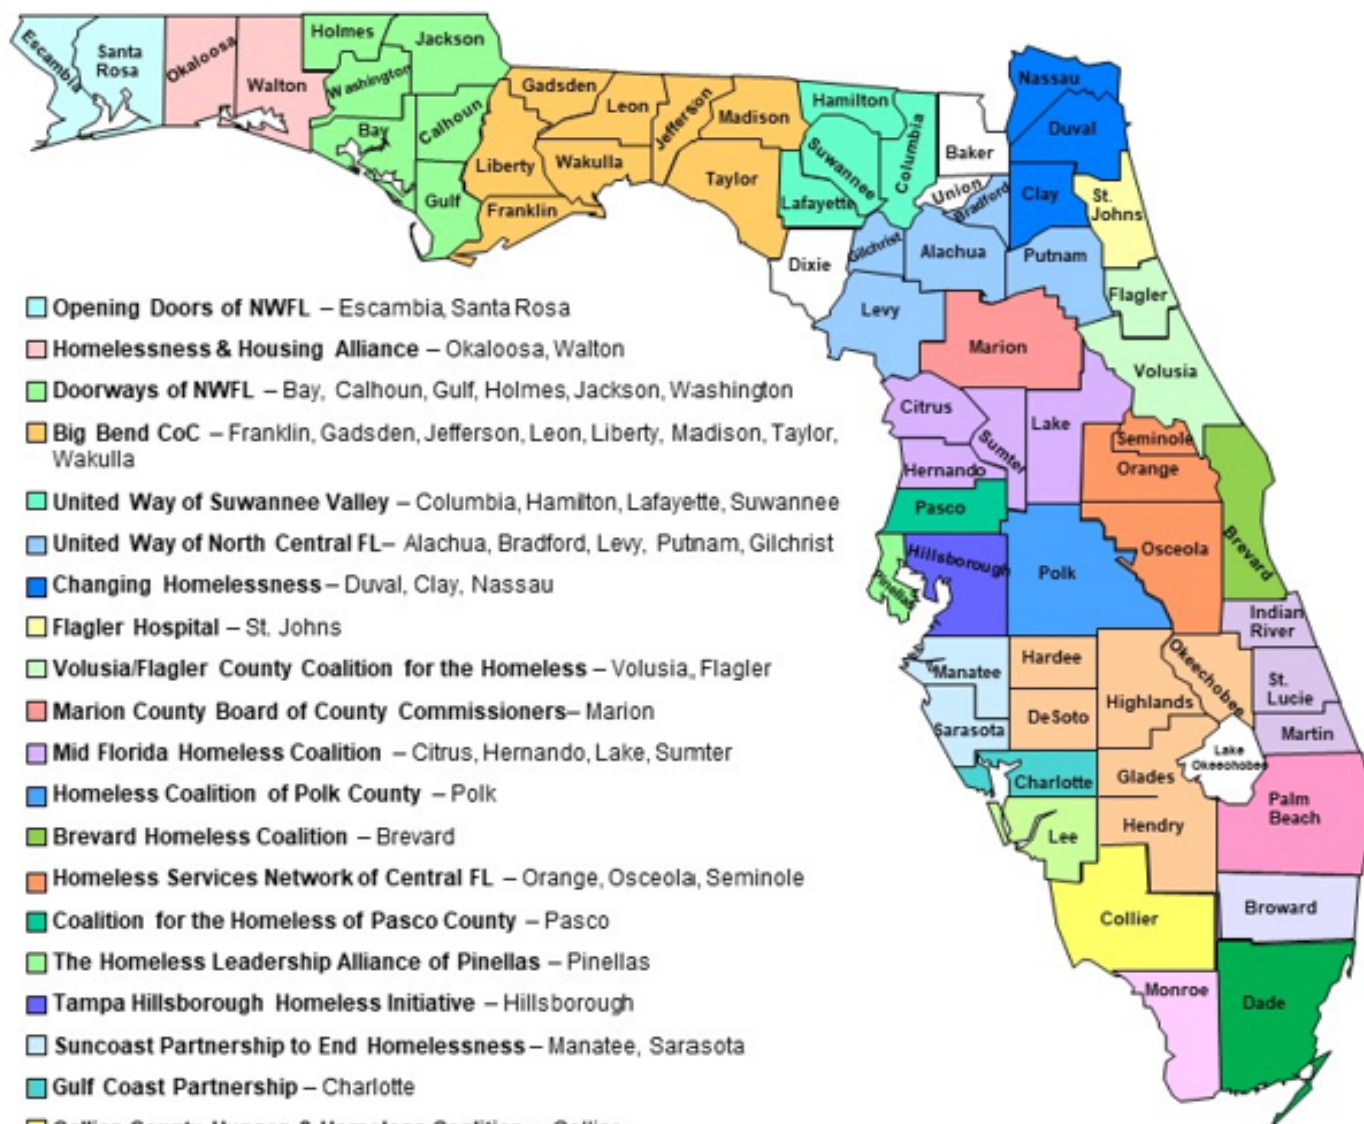 Escambia
Santa
Rosa
Okaloosa
Walton
Holmes
Jackson
Washington
Bay
Calhoun
Gulf
Gadsden
Liberty
Franklin
Leon
Wakulla
Jefferson
Madison
Taylor
Hamilton
Suwannee
Lafayette
Columbia
Baker
Union
Bradford
Nassau
Duval
Clay
St.
Johns
Dixie
Gilchrist
Alachua
Putnam
Flagler
Levy
Marion
Volusia
Citrus
Sumter
Lake
Seminole
Orange
Hernando
Pasco
Pinellas
Hillsborough
Polk
Osceola
Brevard
Indian
River
Manatee
Hardee
Highlands
Okeechobee
St.
Lucie
Sarasota
DeSoto
Martin
Lake
Okeechobee
Charlotte
Glades
Palm
Beach
Lee
Hendry
Collier
Broward
Monroe
Dade
Opening Doors of NWFL – Escambia, Santa Rosa
Homelessness & Housing Alliance – Okaloosa, Walton
Doorways of NWFL – Bay, Calhoun, Gulf, Holmes, Jackson, Washington
Big Bend CoC – Franklin, Gadsden, Jefferson, Leon, Liberty, Madison, Taylor,
Wakulla
United Way of Suwannee Valley – Columbia, Hamilton, Lafayette, Suwannee
United Way of North Central FL– Alachua, Bradford, Levy, Putnam, Gilchrist
Changing Homelessness – Duval, Clay, Nassau
Flagler Hospital – St. Johns
Volusia/Flagler County Coalition for the Homeless – Volusia, Flagler
Marion County Board of County Commissioners– Marion
Mid Florida Homeless Coalition – Citrus, Hernando, Lake, Sumter
Homeless Coalition of Polk County – Polk
Brevard Homeless Coalition – Brevard
Homeless Services Network of Central FL – Orange, Osceola, Seminole
Coalition for the Homeless of Pasco County – Pasco
The Homeless Leadership Alliance of Pinellas – Pinellas
Tampa Hillsborough Homeless Initiative – Hillsborough
Suncoast Partnership to End Homelessness – Manatee, Sarasota
Gulf Coast Partnership – Charlotte